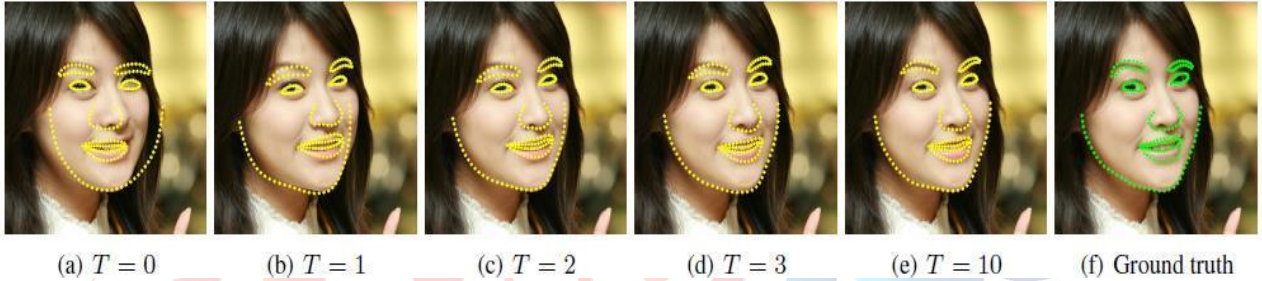 (a) T = 0 (b) T = 1 (c) T = 2 (d) T = 3 (e) T = 10 (f) Ground truth